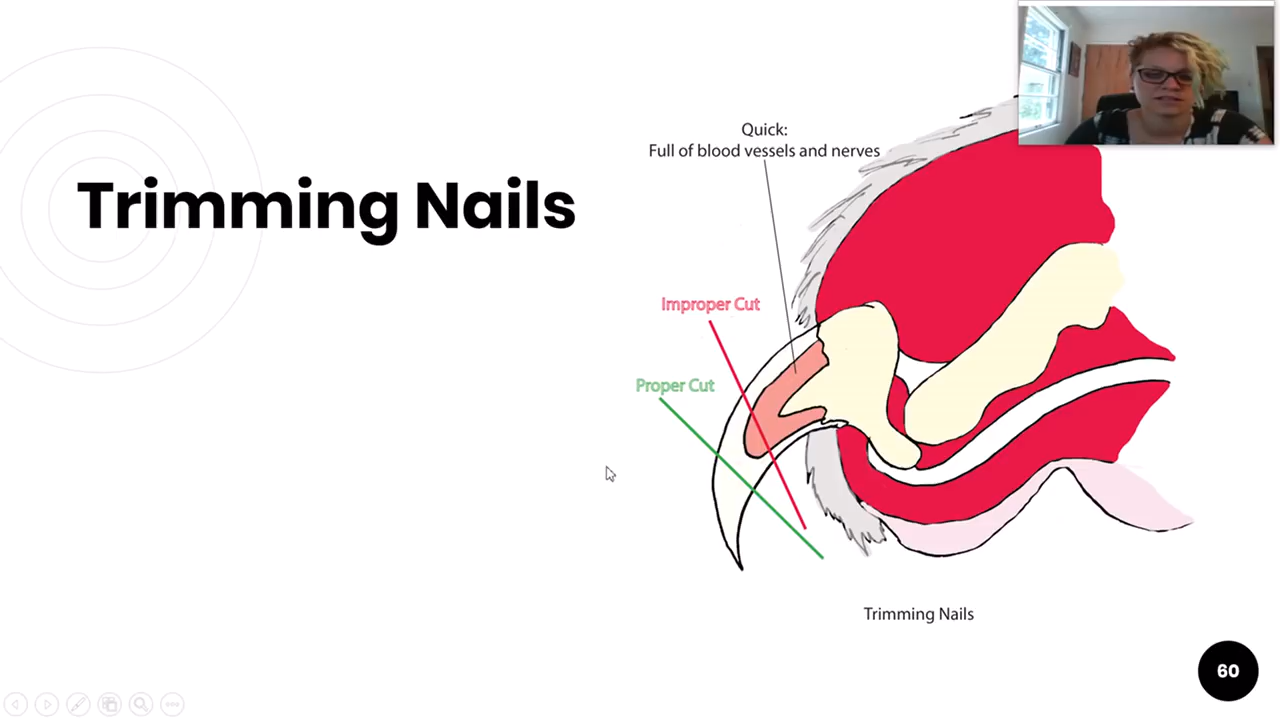 Trimming Nails
Quick:
Full of blood vessels and nerves
Improper Cut
Proper Cut
Trimming Nails
60